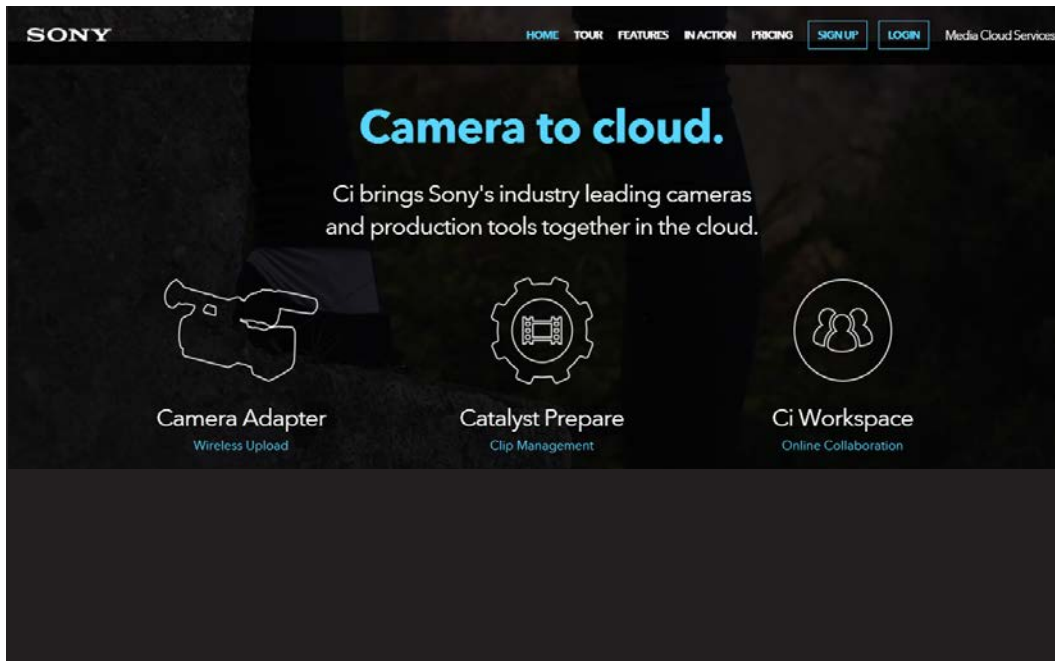 SONY
HOME TOUR FEATURES IN ACTION PRICING SIGN UP LOGIN Media Cloud Services
Camera to cloud.
Ci brings Sony's industry leading cameras
and production tools together in the cloud.
Camera Adapter
Wireless Upload
Catalyst Prepare
Clip Management
Ci Workspace
Online Collaboration